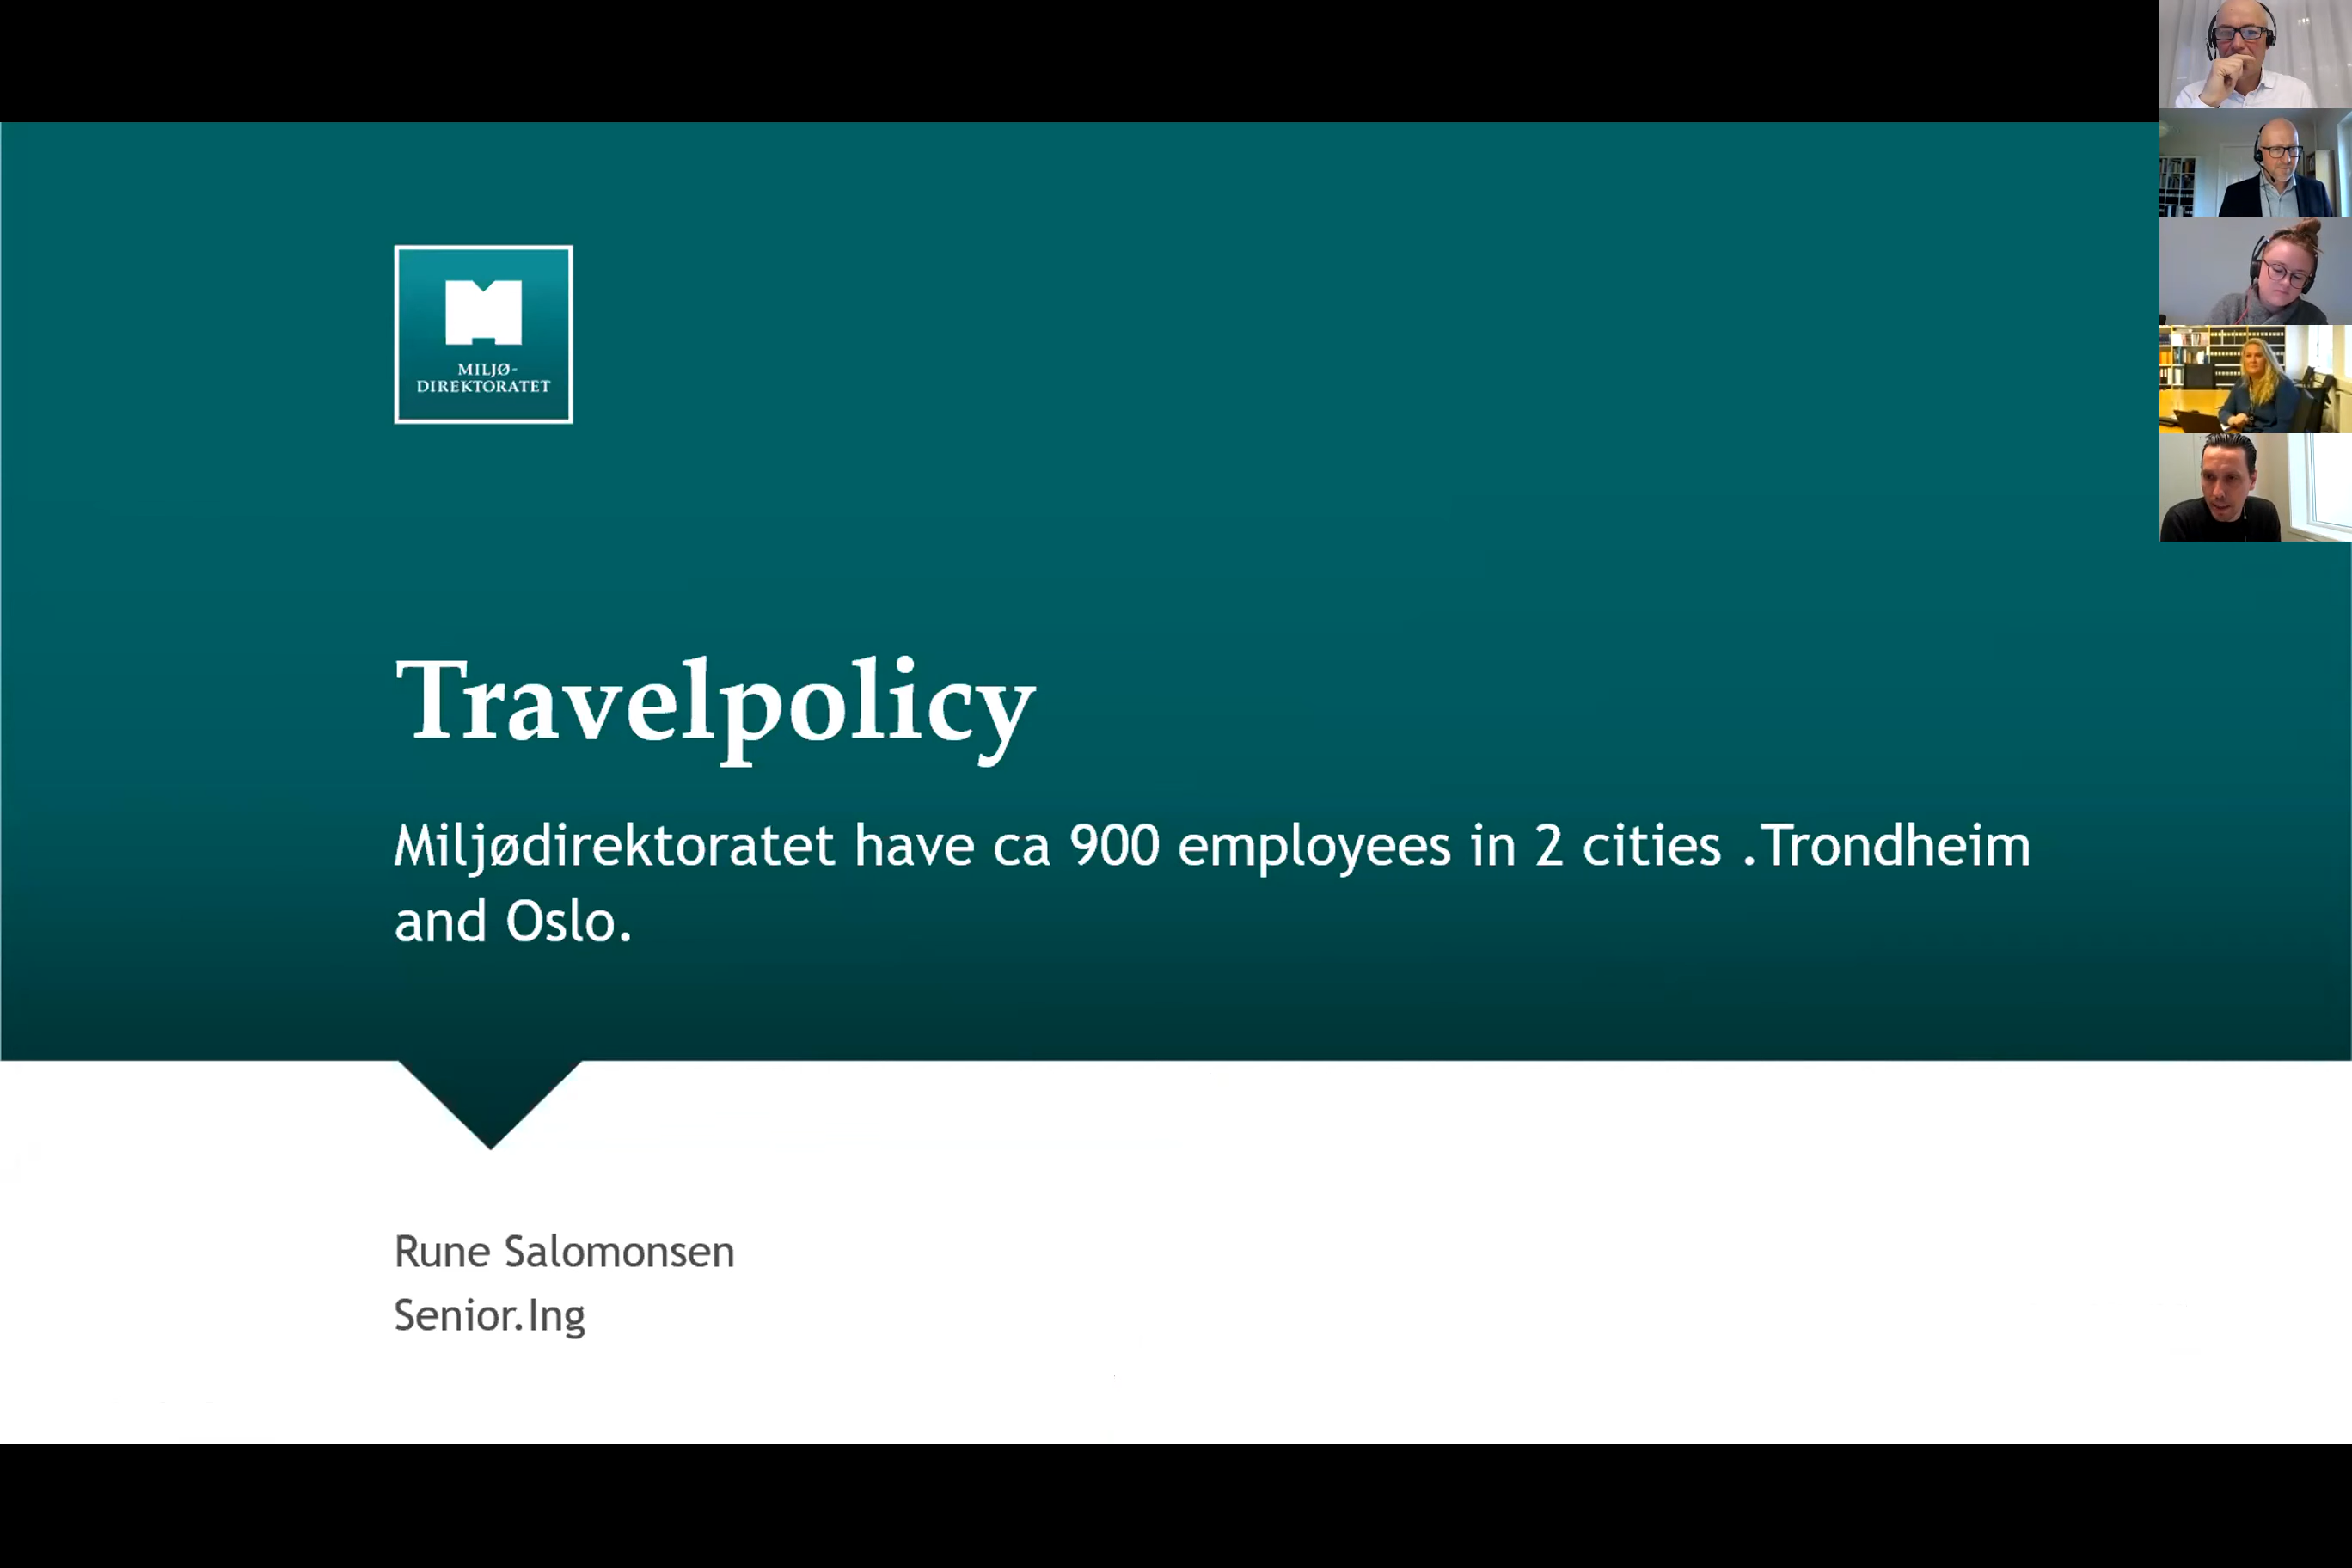 MILJØ-
DIREKTORATET
Travelpolicy
Miljødirektoratet have ca 900 employees in 2 cities .Trondheim
and Oslo.
Rune Salomonsen
Senior.Ing